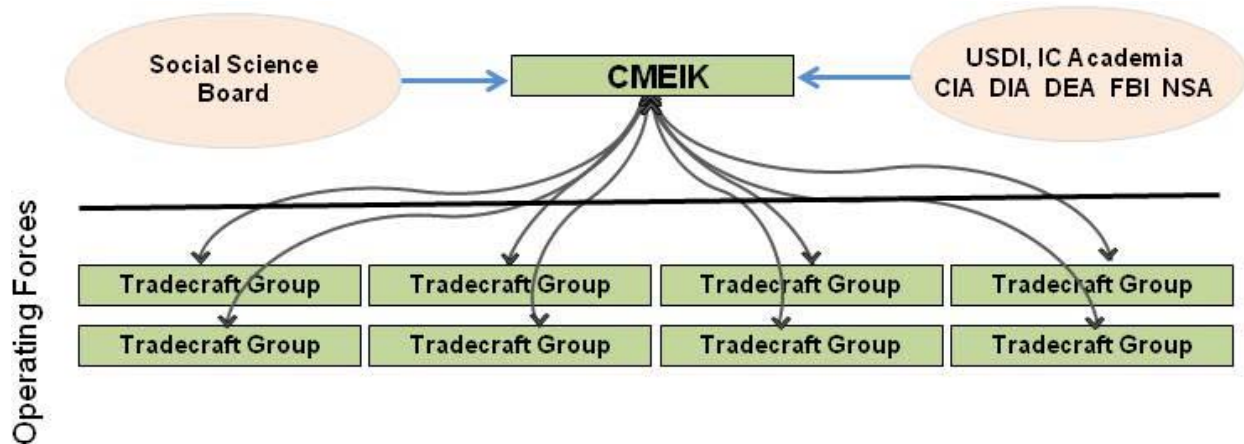 Social Science
Board
CMEIK
USDI, IC Academia
CIA DIA DEA FBI NSA
Operating Forces
Tradecraft Group
Tradecraft Group
Tradecraft Group
Tradecraft Group
Tradecraft Group
Tradecraft Group
Tradecraft Group
Tradecraft Group